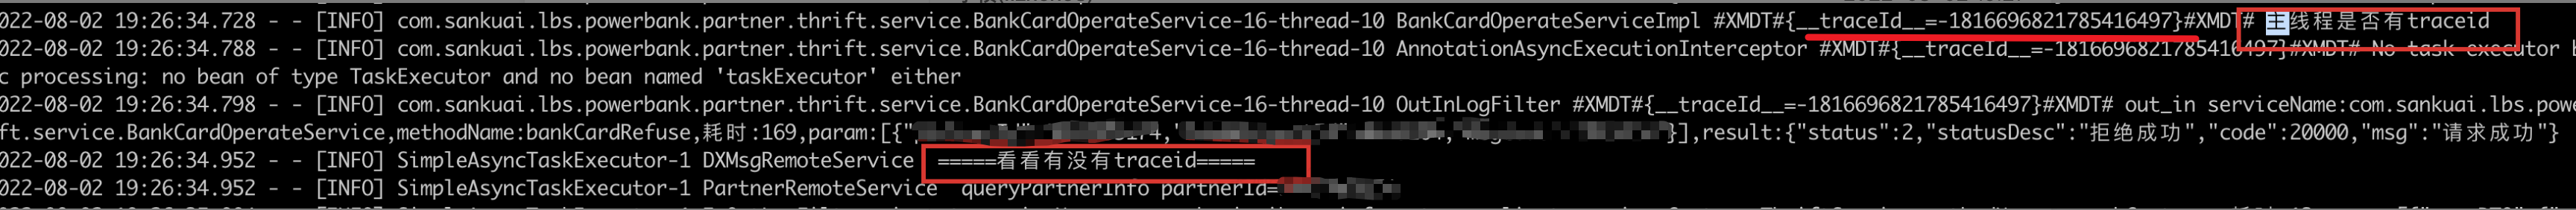 022-08-02 19:26:34.728 - - [INFO] com.sankuai.lbs.powerbank.partner.thrift.service.BankCardOperateService-16-thread-10 BankCardOperateServiceImpl #XMDT#{__traceId__=-1816696821785416497}#XMDT# 主线程是否有traceid
022-08-02 19:26:34.788 - - [INFO] com.sankuai.lbs.powerbank.partner.thrift.service.BankCardOperateService-16-thread-10 AnnotationAsyncExecutionInterceptor #XMDT#{__traceId__=-1816696821785416497}#XMDT# No task executor b
c processing: no bean of type TaskExecutor and no bean named 'taskExecutor' either
022-08-02 19:26:34.798 - - [INFO] com.sankuai.lbs.powerbank.partner.thrift.service.BankCardOperateService-16-thread-10 OutInLogFilter #XMDT#{__traceId__=-1816696821785416497}#XMDT# out_in serviceName:com.sankuai.lbs.powe
ft.service.BankCardOperateService,methodName:bankCardRefuse,耗时:169,param:[{" }],result:{"status":2,"statusDesc":"拒绝成功","code":20000,"msg":"请求成功"}
022-08-02 19:26:34.952 - - [INFO] SimpleAsyncTaskExecutor-1 DXMsgRemoteService =====看看有没有traceid=====
022-08-02 19:26:34.952 - - [INFO] SimpleAsyncTaskExecutor-1 PartnerRemoteService queryPartnerInfo partnerId=